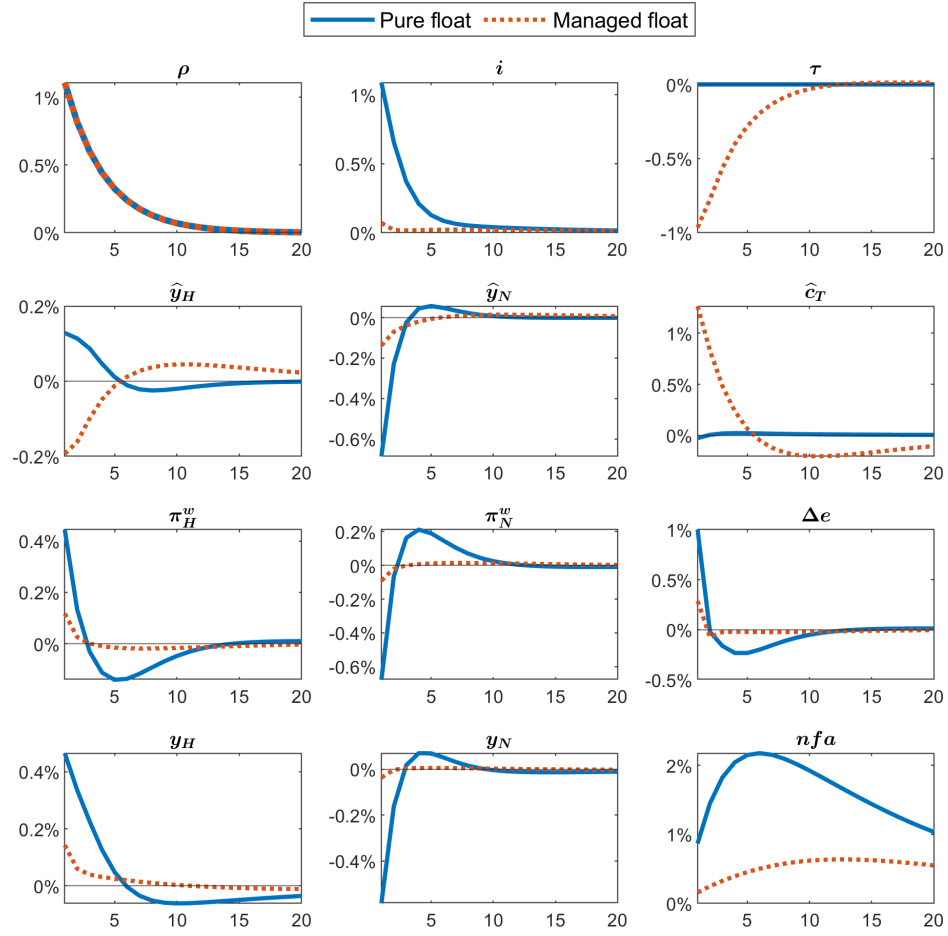 Pure float Managed float
ρ i τ
1% 1% 0%
0.5% 0.5% -0.5%
0% 0% -1%
5 10 15 20 5 10 15 20 5 10 15 20
ŷ_H ŷ_N ĉ_T
0.2% 0% 1%
0% -0.2% 0.5%
-0.2% -0.4% 0%
-0.6%
5 10 15 20 5 10 15 20 5 10 15 20
π_H^w π_N^w Δe
0.4% 0.2% 1%
0.2% 0% 0.5%
0% -0.2% 0%
-0.4% -0.5%
-0.6%
5 10 15 20 5 10 15 20 5 10 15 20
y_H y_N nfa
0.4% 0% 2%
0.2% -0.2% 1%
0% -0.4% 0%
5 10 15 20 5 10 15 20 5 10 15 20